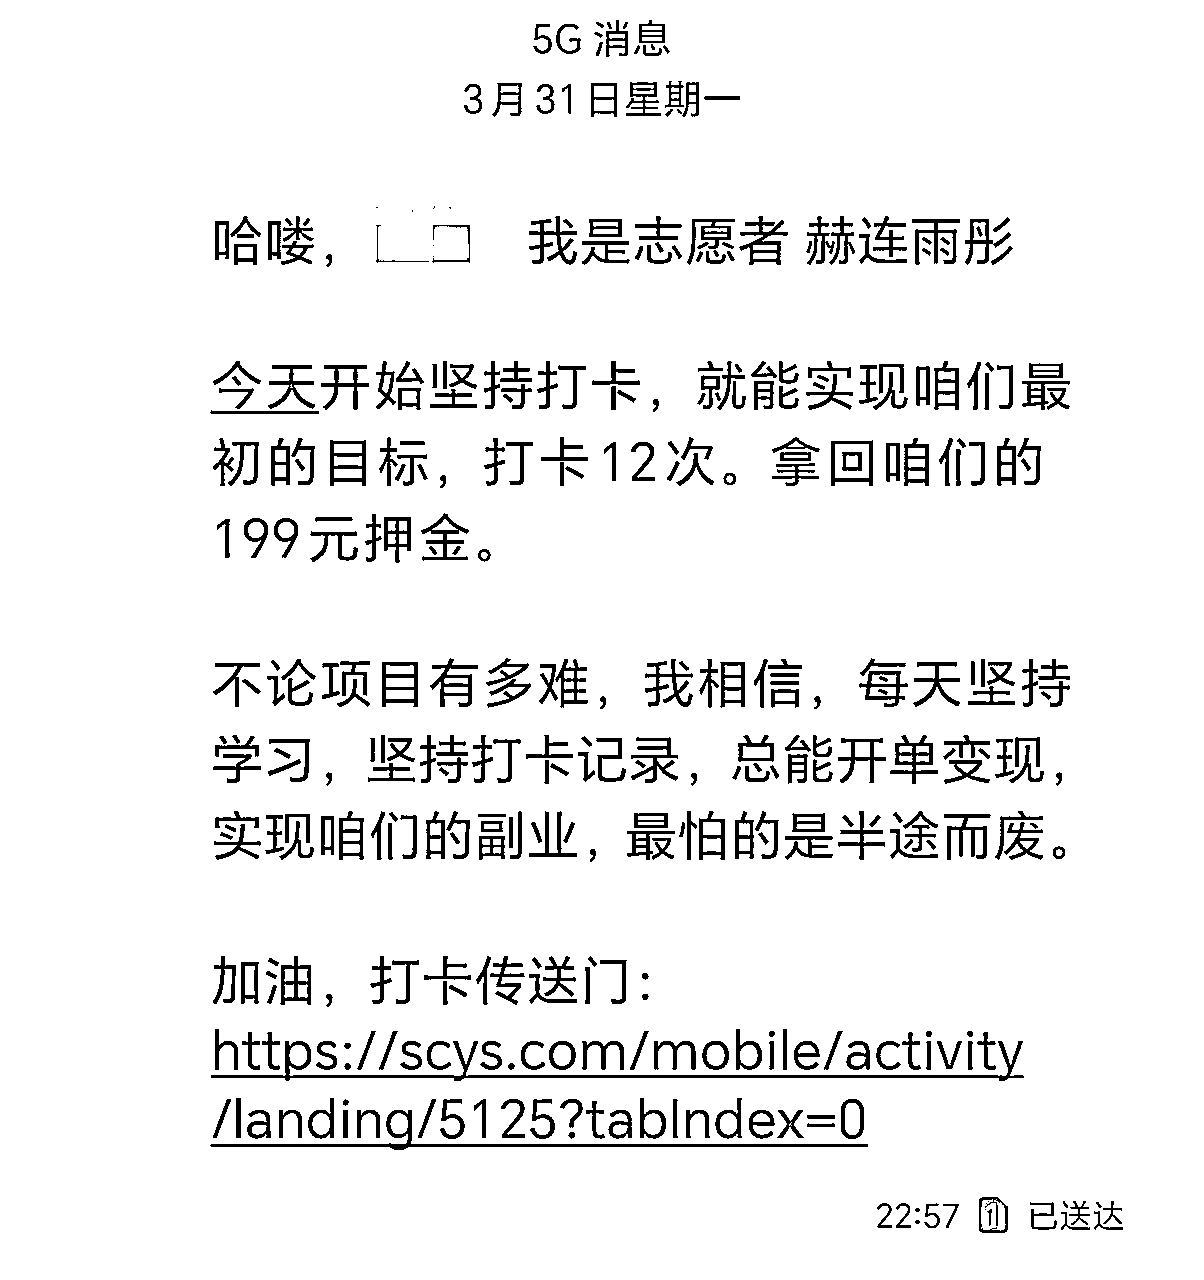 5G 消息
3月31日星期一
哈喽， 我是志愿者 赫连雨彤
今天开始坚持打卡，就能实现咱们最
初的目标，打卡12次。拿回咱们的
199元押金。
不论项目有多难，我相信，每天坚持
学习，坚持打卡记录，总能开单变现，
实现咱们的副业，最怕的是半途而废。
加油，打卡传送门：
https://scys.com/mobile/activity
/landing/5125?tabIndex=0
22:57 1 已送达